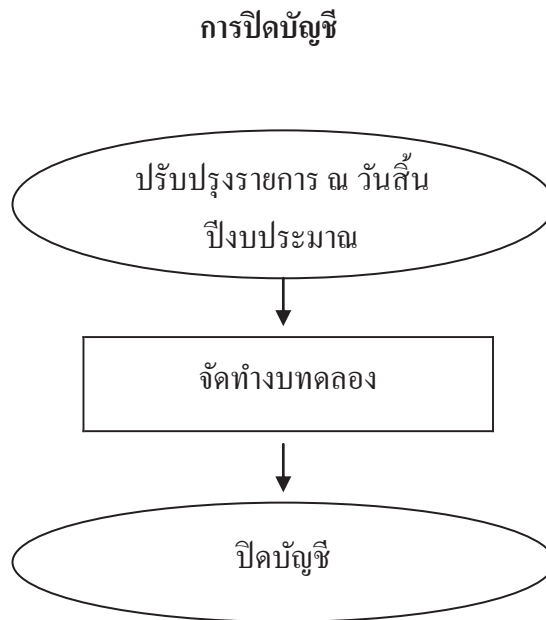 การปิดบัญชี
ปรับปรุงรายการ ณ วันสิ้น
ปีงบประมาณ
จัดทำงบทดลอง
ปิดบัญชี